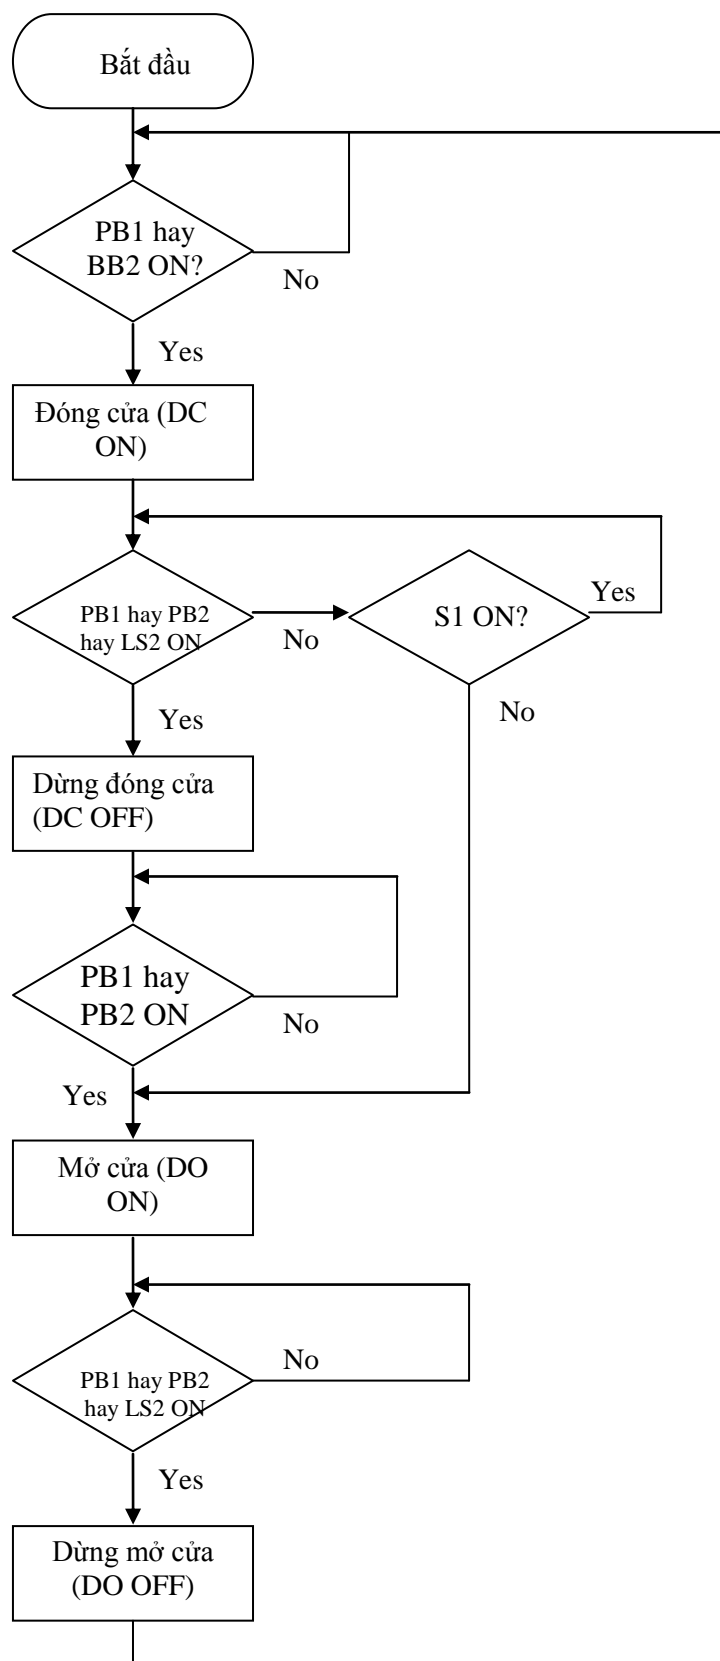 Bắt đầu
PB1 hay
BB2 ON?
No
Yes
Đóng cửa (DC
ON)
PB1 hay PB2
hay LS2 ON
No
S1 ON?
Yes
No
Yes
Dừng đóng cửa
(DC OFF)
PB1 hay
PB2 ON
No
Yes
Mở cửa (DO
ON)
PB1 hay PB2
hay LS2 ON
No
Yes
Dừng mở cửa
(DO OFF)